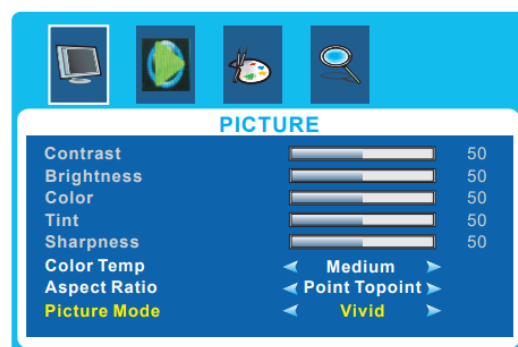 PICTURE
Contrast 50
Brightness 50
Color 50
Tint 50
Sharpness 50
Color Temp Medium
Aspect Ratio Point Topoint
Picture Mode Vivid